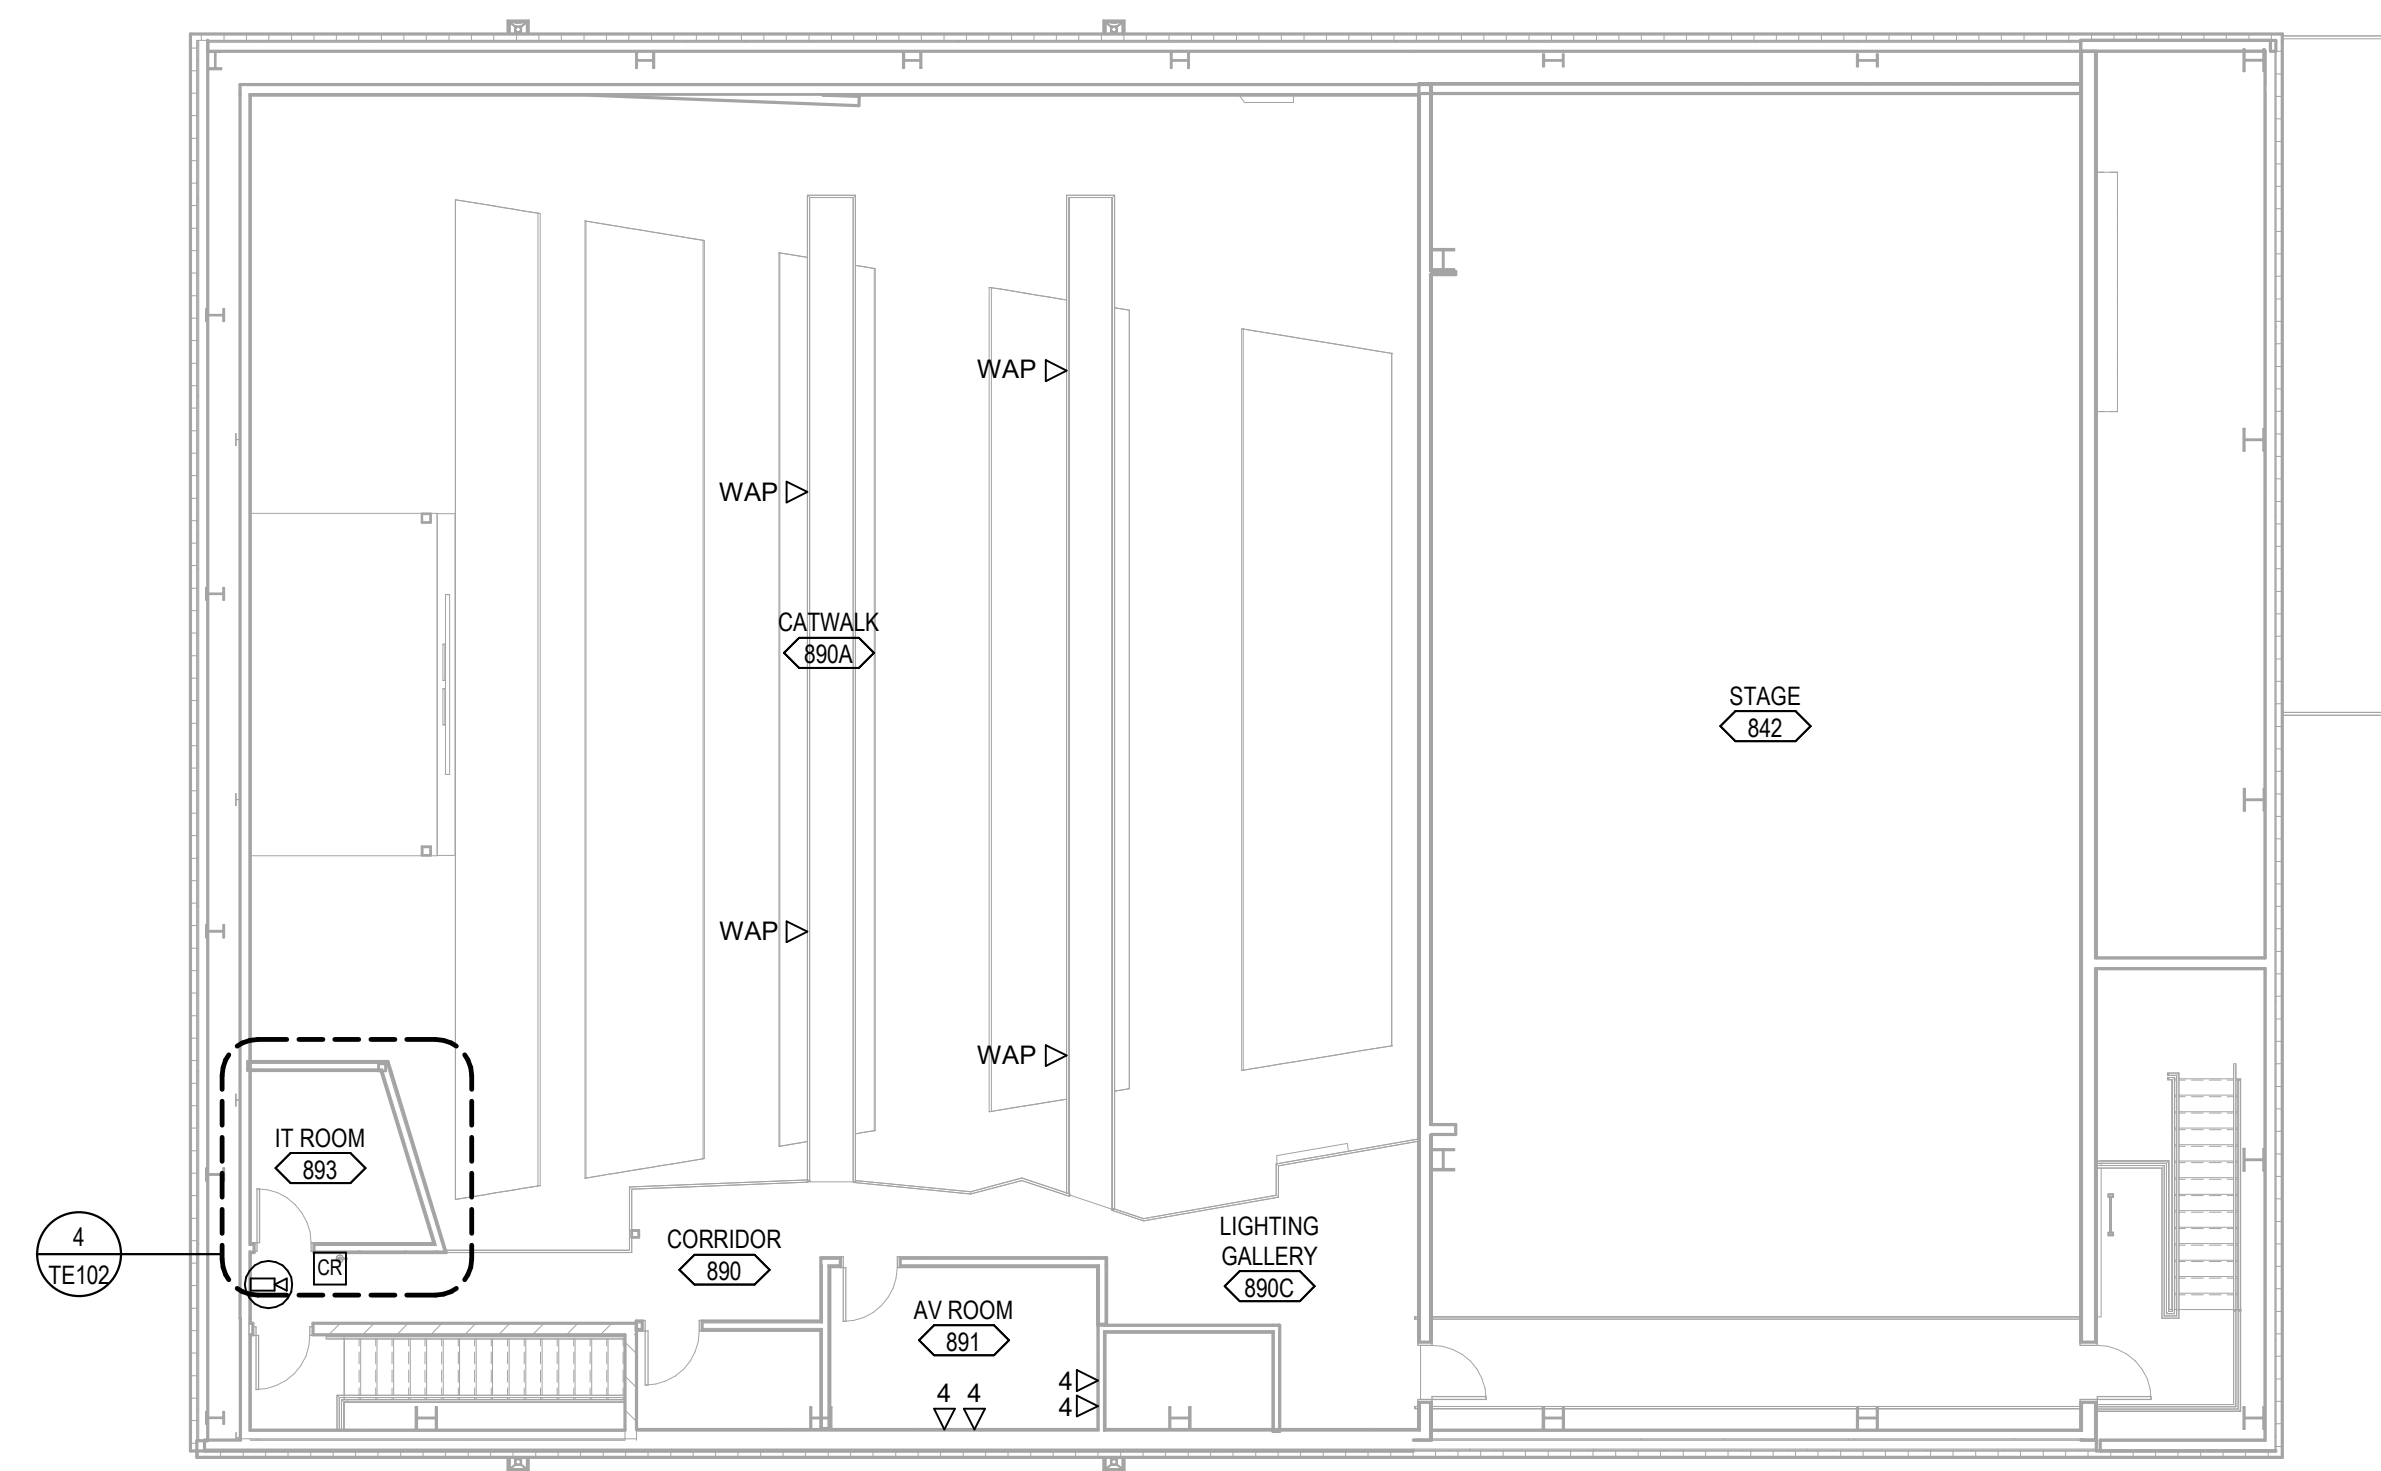 WAP
WAP
CATWALK
890A
STAGE
842
WAP
WAP
IT ROOM
893
4
TE102
CR
CORRIDOR
890
LIGHTING
GALLERY
890C
AV ROOM
891
4
4
4 4